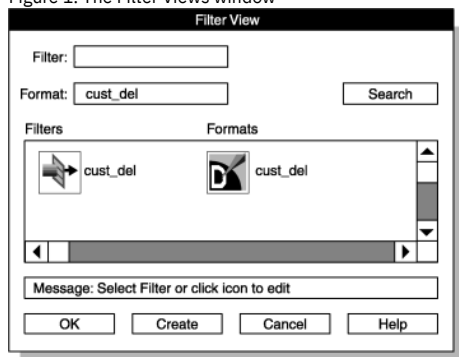 Figure 1. The Filter Views window
Filter View
Filter:
Format: cust_del Search
Filters Formats
cust_del D cust_del
Message: Select Filter or click icon to edit
OK Create Cancel Help